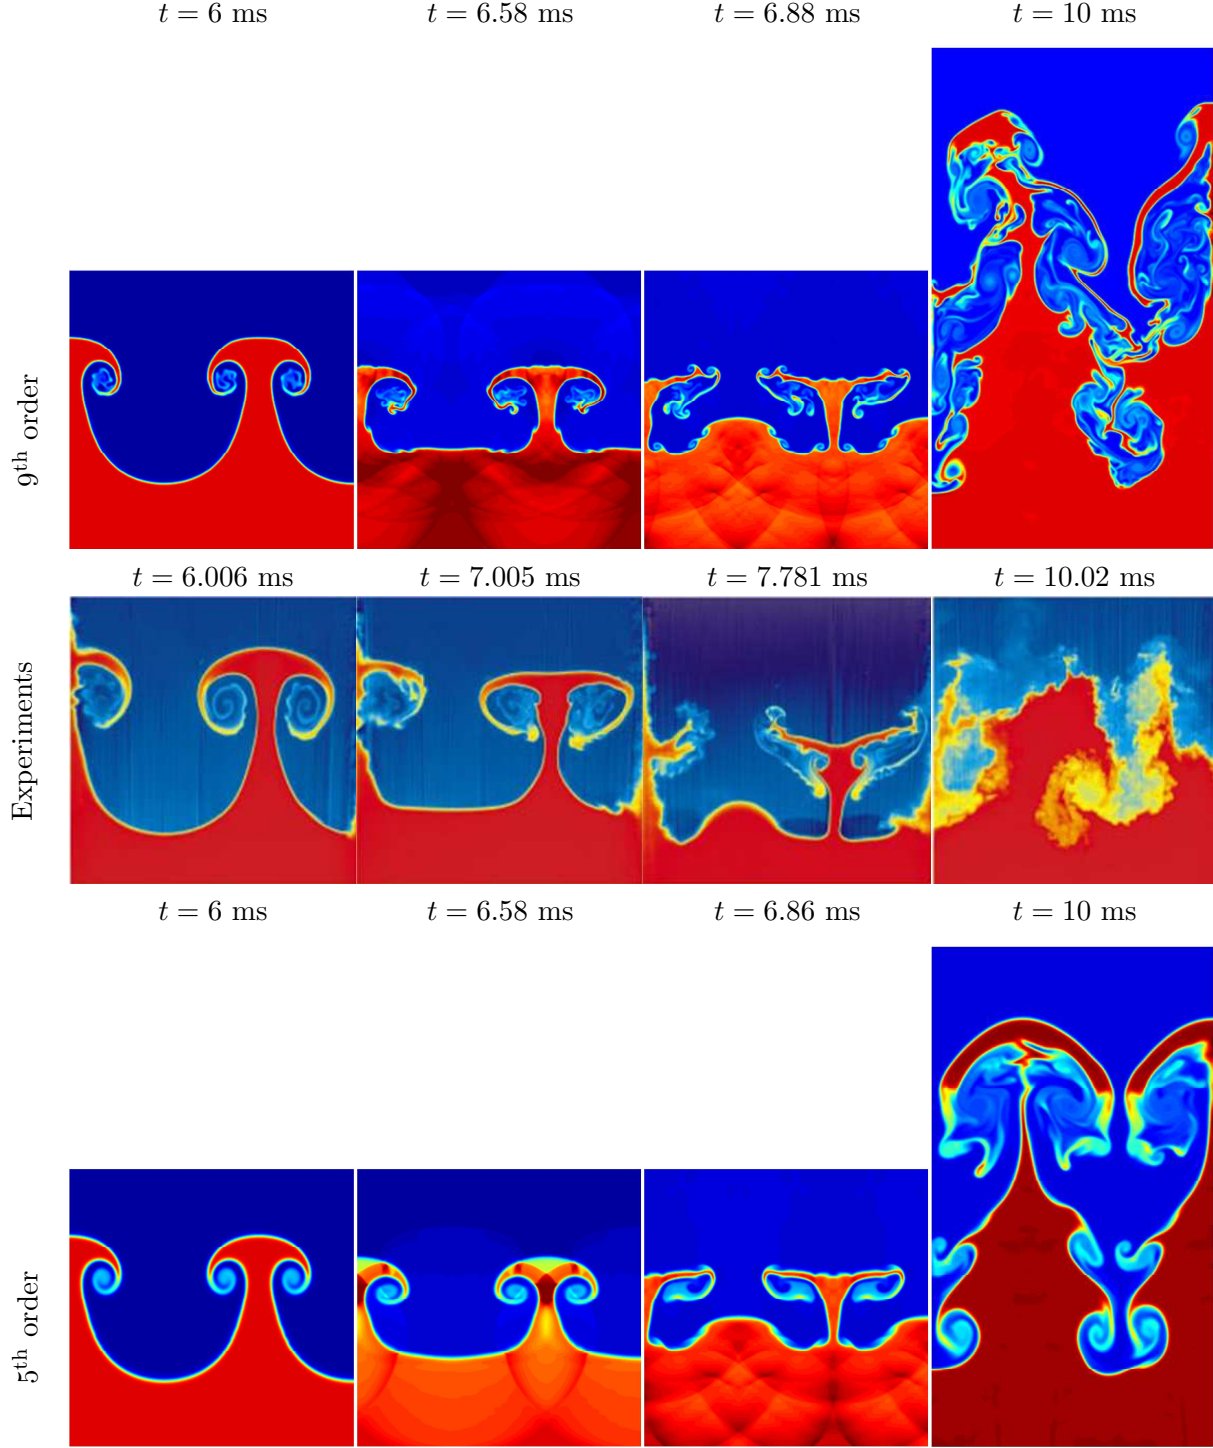 t = 6 ms t = 6.58 ms t = 6.88 ms t = 10 ms
9th order
t = 6.006 ms t = 7.005 ms t = 7.781 ms t = 10.02 ms
Experiments
t = 6 ms t = 6.58 ms t = 6.86 ms t = 10 ms
5th order